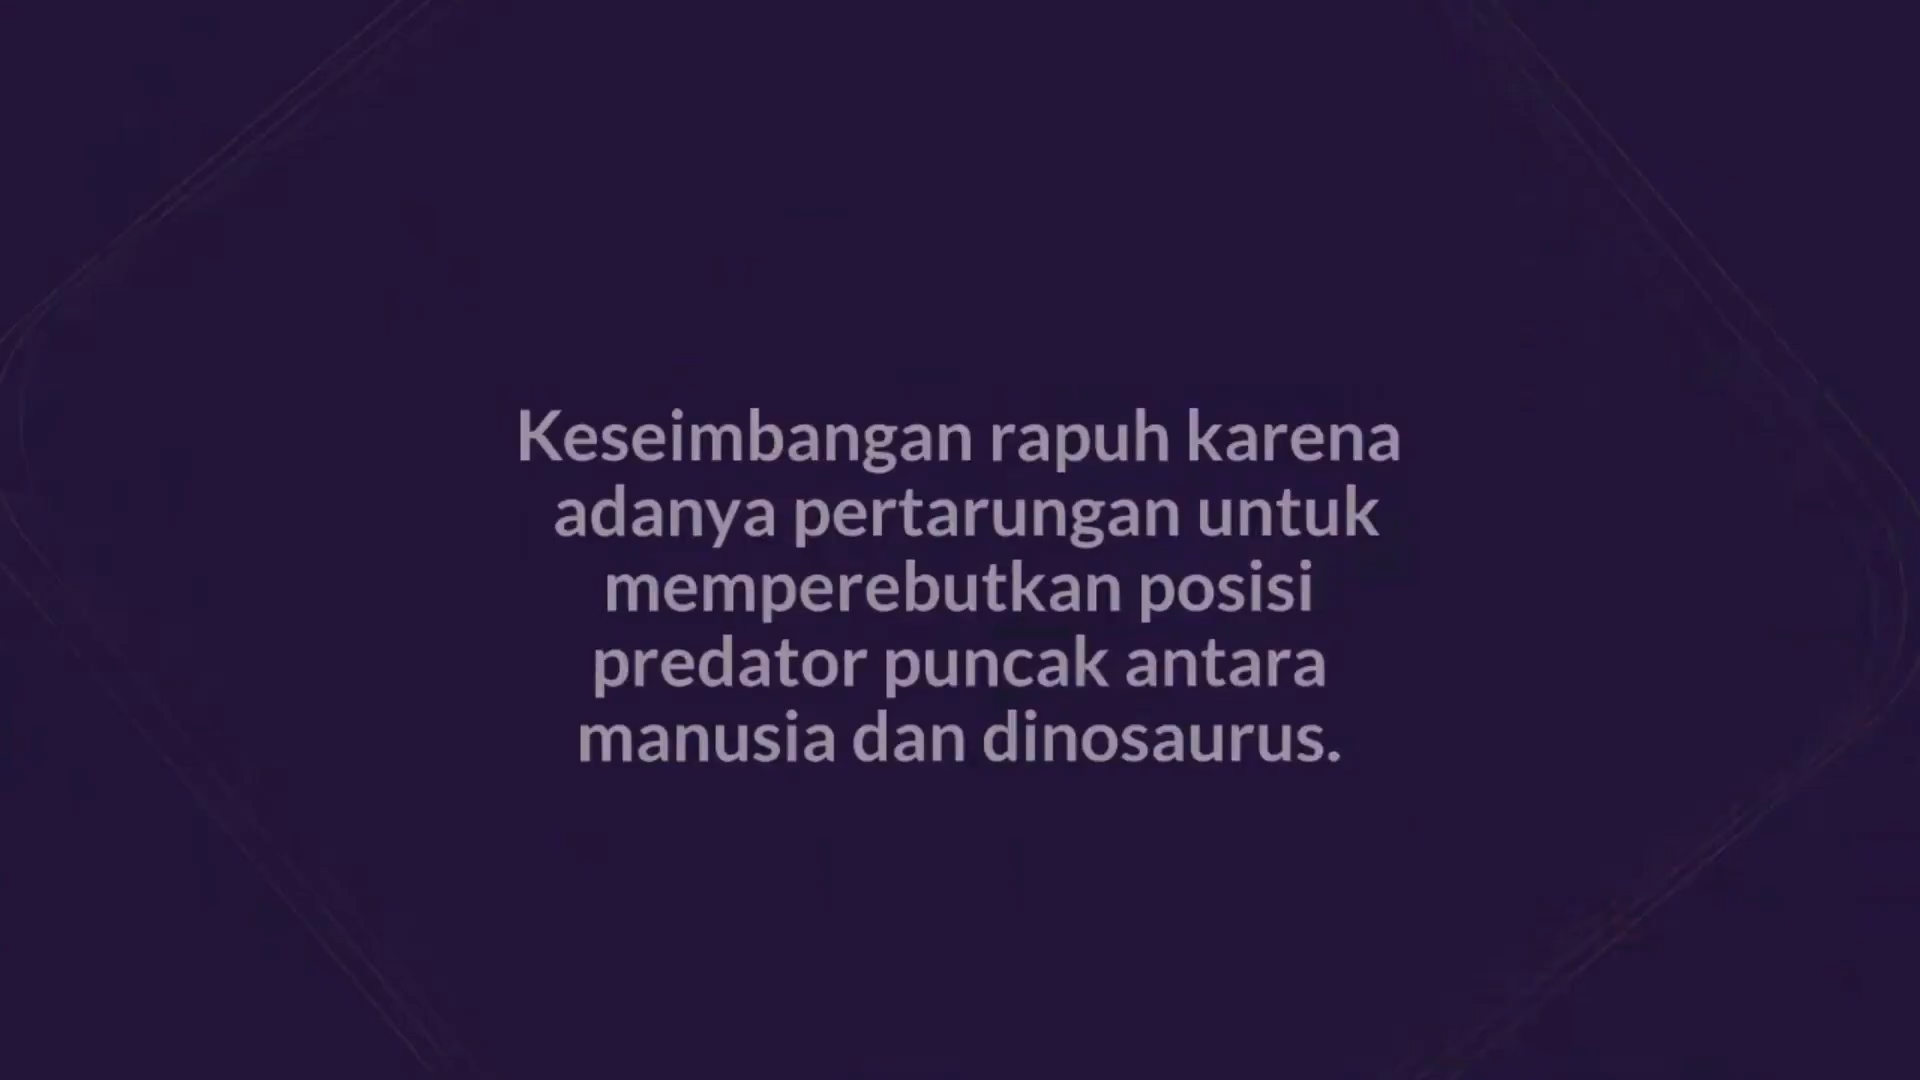 Keseimbangan rapuh karena
adanya pertarungan untuk
memperebutkan posisi
predator puncak antara
manusia dan dinosaurus.